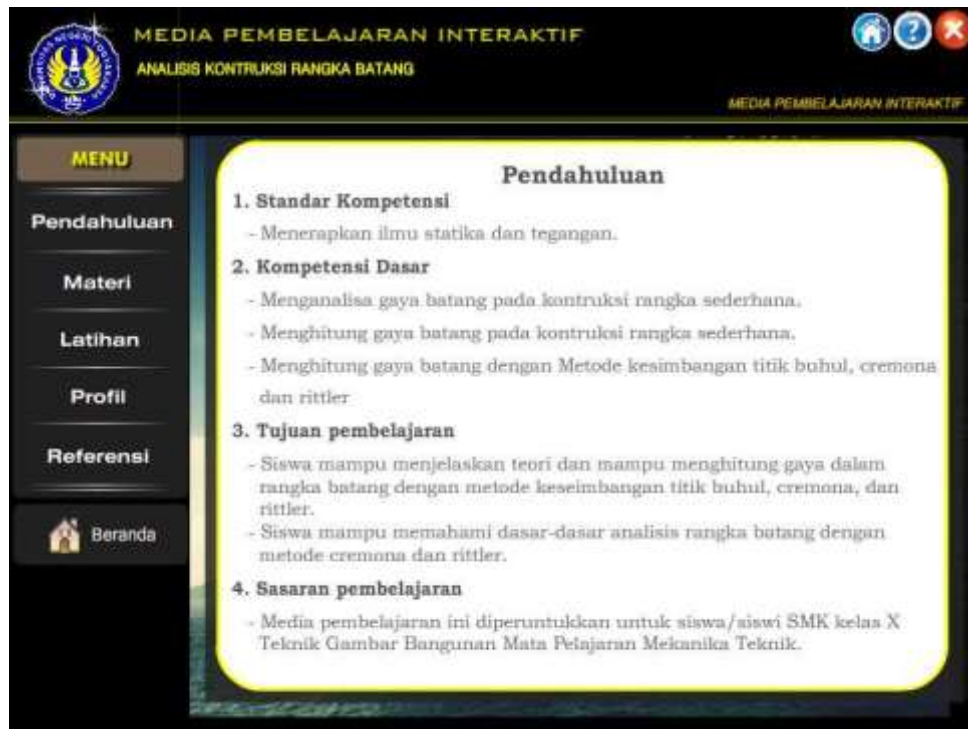 MEDIA PEMBELAJARAN INTERAKTIF
ANALISIS KONTRUKSI RANGKA BATANG
MEDIA PEMBELAJARAN INTERAKTIF
MENU
Pendahuluan
Materi
Latihan
Profil
Referensi
Beranda
Pendahuluan
1. Standar Kompetensi
- Menerapkan ilmu statika dan tegangan.
2. Kompetensi Dasar
- Menganalisa gaya batang pada kontruksi rangka sederhana.
- Menghitung gaya batang pada kontruksi rangka sederhana.
- Menghitung gaya batang dengan Metode kesimbangan titik buhul, cremona
dan rittler
3. Tujuan pembelajaran
- Siswa mampu menjelaskan teori dan mampu menghitung gaya dalam
rangka batang dengan metode keseimbangan titik buhul, cremona, dan
rittler.
- Siswa mampu memahami dasar-dasar analisis rangka batang dengan
metode cremona dan rittler.
4. Sasaran pembelajaran
- Media pembelajaran ini diperuntukkan untuk siswa/siswi SMK kelas X
Teknik Gambar Bangunan Mata Pelajaran Mekanika Teknik.